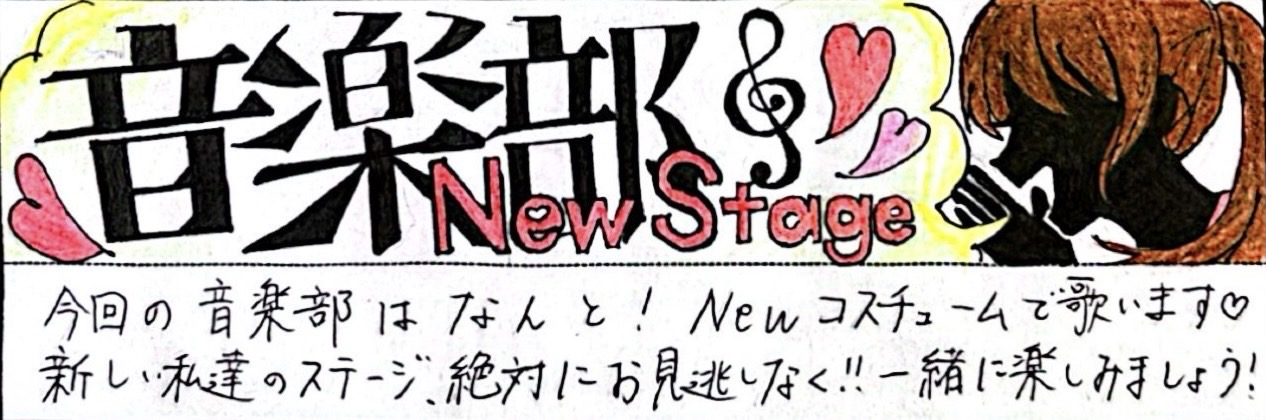 音楽部
New Stage
今回の音楽部はなんと！Newコスチュームで歌います♡
新しい私達のステージ、絶対にお見逃しなく!!一緒に楽しみましょう!